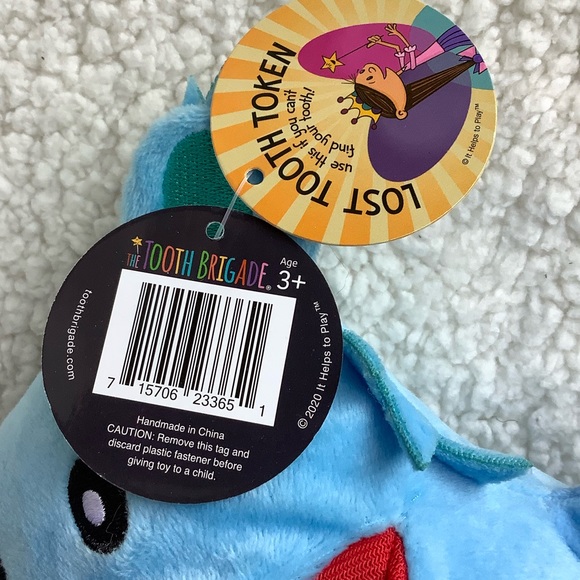 LOST TOOTH TOKEN
use this if you can't
find your tooth!
© It Helps to Play™
THE TOOTH BRIGADE®
Age
3+
toothbrigade.com
7 15706 23365 1
© 2020 It Helps to Play™
Handmade in China
CAUTION: Remove this tag and
discard plastic fastener before
giving toy to a child.